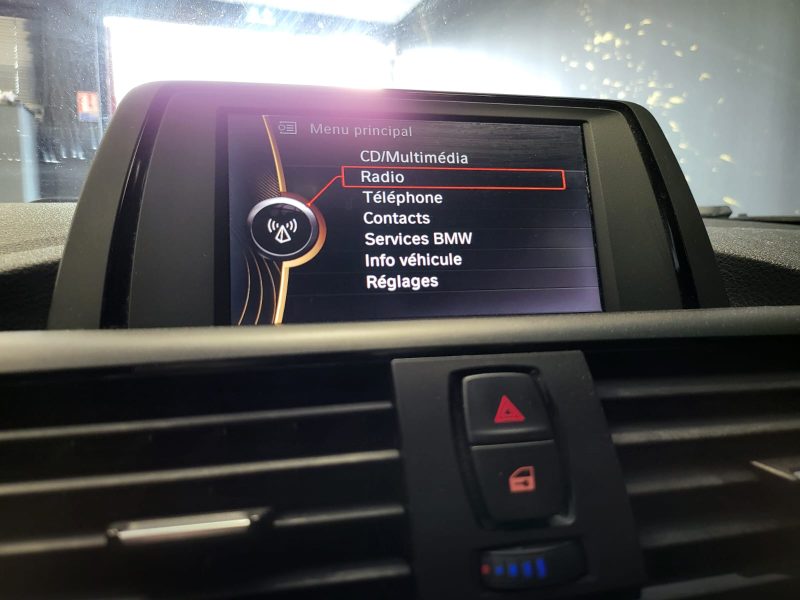 Menu principal
CD/Multimédia
Radio
Téléphone
Contacts
Services BMW
Info véhicule
Réglages